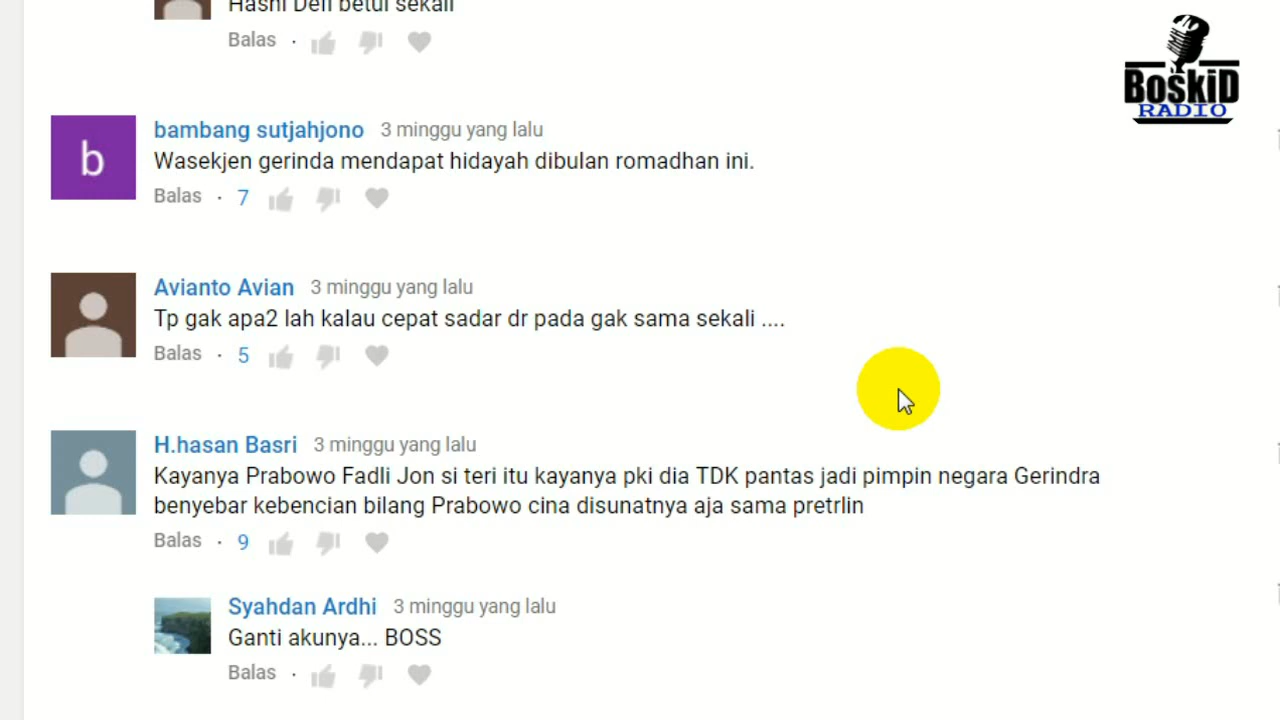 Hasni Defi betul sekali
Balas ·
BoskiD
RADIO
bambang sutjahjono 3 minggu yang lalu
b
Wasekjen gerinda mendapat hidayah dibulan romadhan ini.
Balas · 7
Avianto Avian 3 minggu yang lalu
Tp gak apa2 lah kalau cepat sadar dr pada gak sama sekali ....
Balas · 5
H.hasan Basri 3 minggu yang lalu
Kayanya Prabowo Fadli Jon si teri itu kayanya pki dia TDK pantas jadi pimpin negara Gerindra
benyebar kebencian bilang Prabowo cina disunatnya aja sama pretrlin
Balas · 9
Syahdan Ardhi 3 minggu yang lalu
Ganti akunya... BOSS
Balas ·